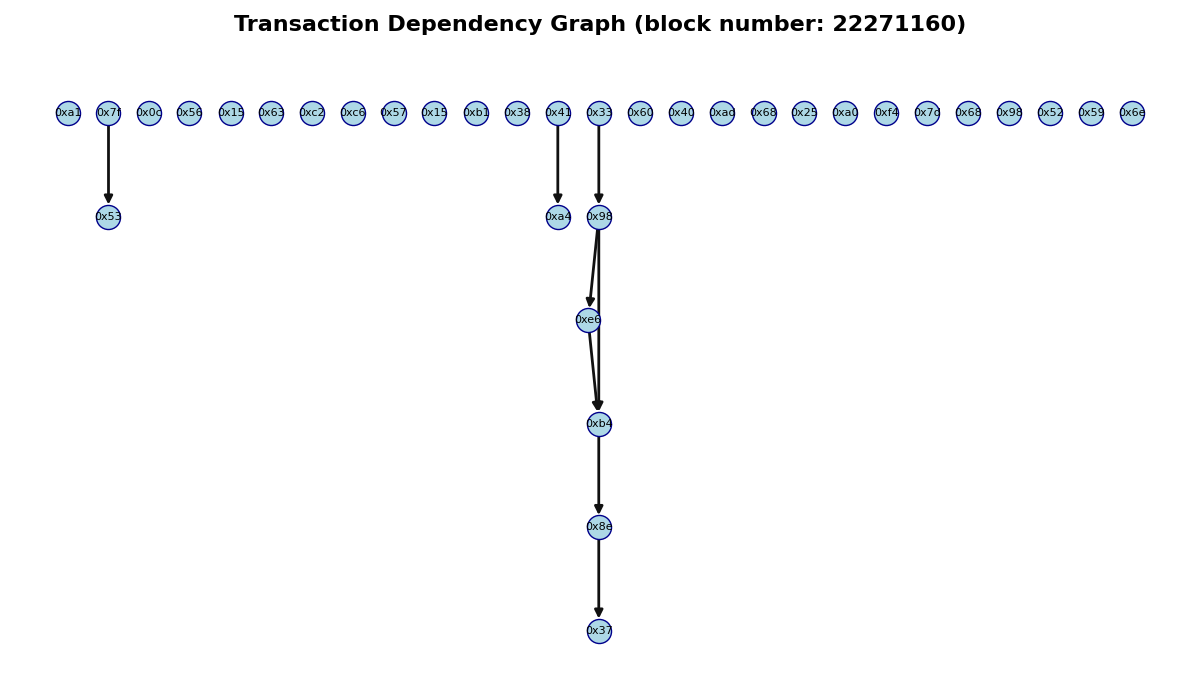 Transaction Dependency Graph (block number: 22271160)
0xa1 0x7f 0x0c 0x56 0x15 0x63 0xc2 0xc6 0x57 0x15 0xb1 0x38 0x41 0x33 0x60 0x40 0xad 0x68 0x25 0xa0 0xf4 0x7d 0x68 0x98 0x52 0x59 0x6e
0x53 0xa4 0x98
0xe6
0xb4
0x8e
0x37